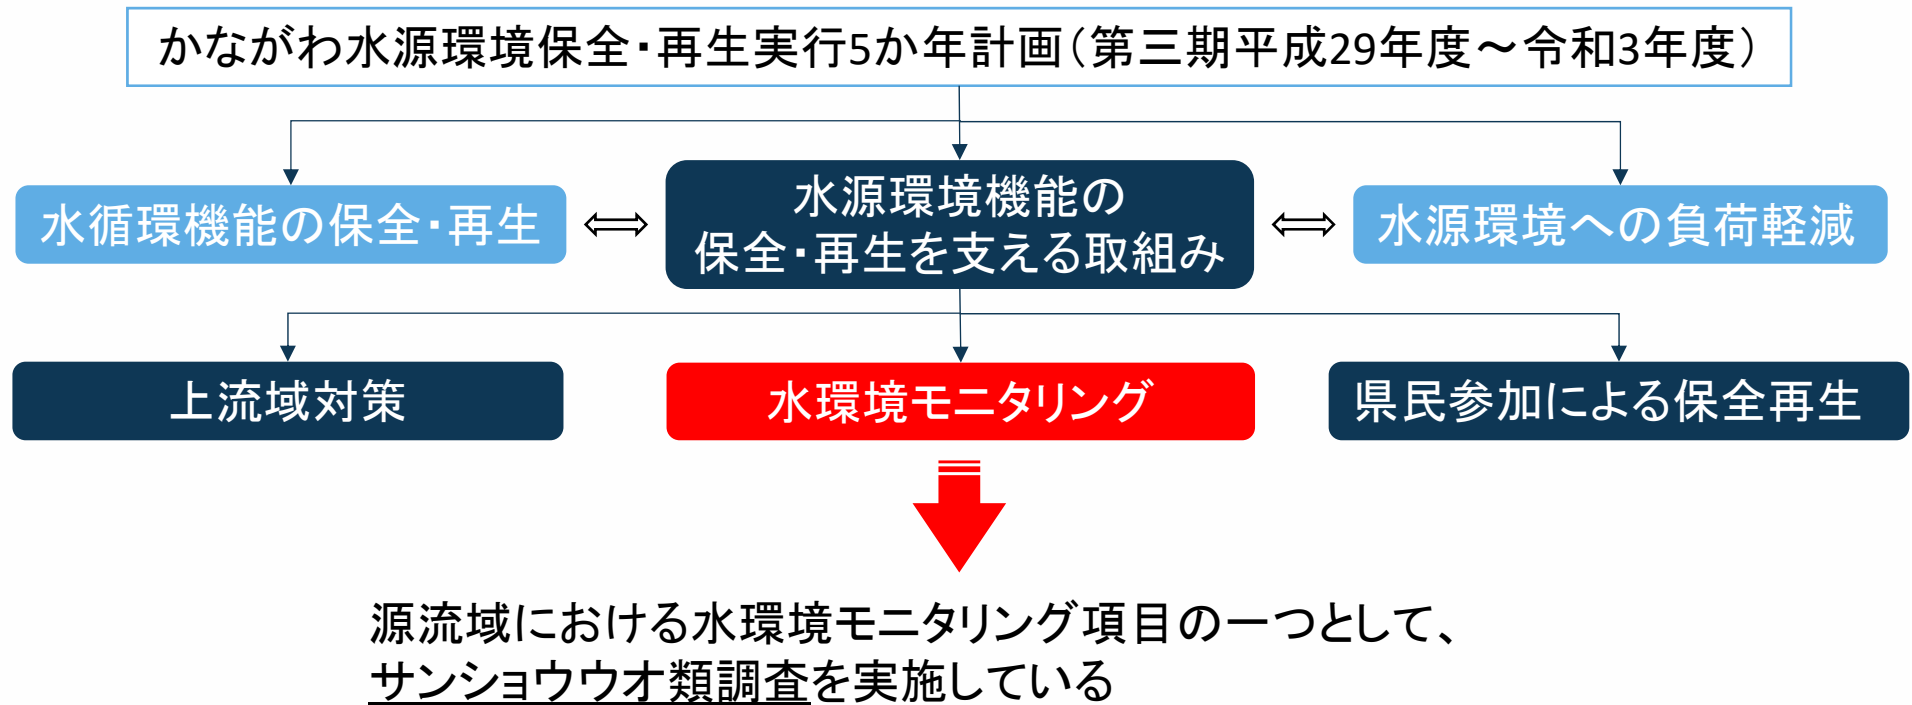 かながわ水源環境保全・再生実行5か年計画（第三期平成29年度～令和3年度）
水循環機能の保全・再生
水源環境機能の
保全・再生を支える取組み
水源環境への負荷軽減
上流域対策
水環境モニタリング
県民参加による保全再生
源流域における水環境モニタリング項目の一つとして、
サンショウウオ類調査を実施している